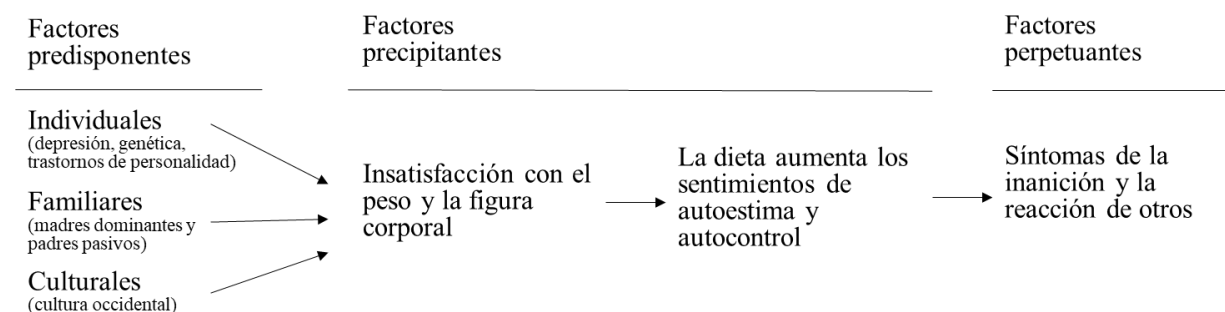 Factores
predisponentes
Factores
precipitantes
Factores
perpetuantes
Individuales
(depresión, genética,
trastornos de personalidad)
Familiares
(madres dominantes y
padres pasivos)
Culturales
(cultura occidental)
Insatisfacción con el
peso y la figura
corporal
La dieta aumenta los
sentimientos de
autoestima y
autocontrol
Síntomas de la
inanición y la
reacción de otros